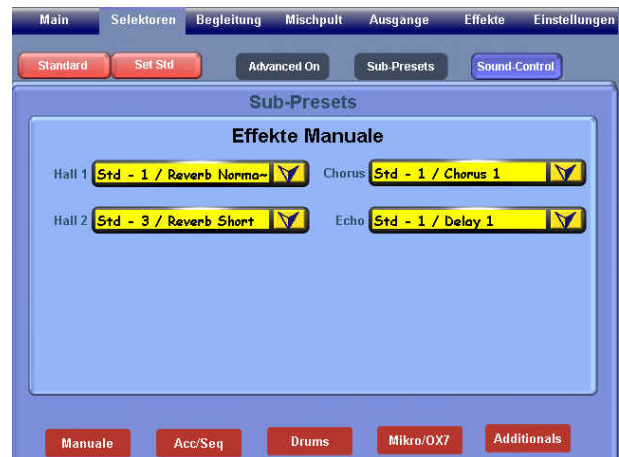 Main Selektoren Begleitung Mischpult Ausgänge Effekte Einstellungen
Standard Set Std Advanced On Sub-Presets Sound-Control
Sub-Presets
Effekte Manuale
Hall 1 Std - 1 / Reverb Norma~ Chorus Std - 1 / Chorus 1
Hall 2 Std - 3 / Reverb Short Echo Std - 1 / Delay 1
Manuale Acc/Seq Drums Mikro/OX7 Additionals